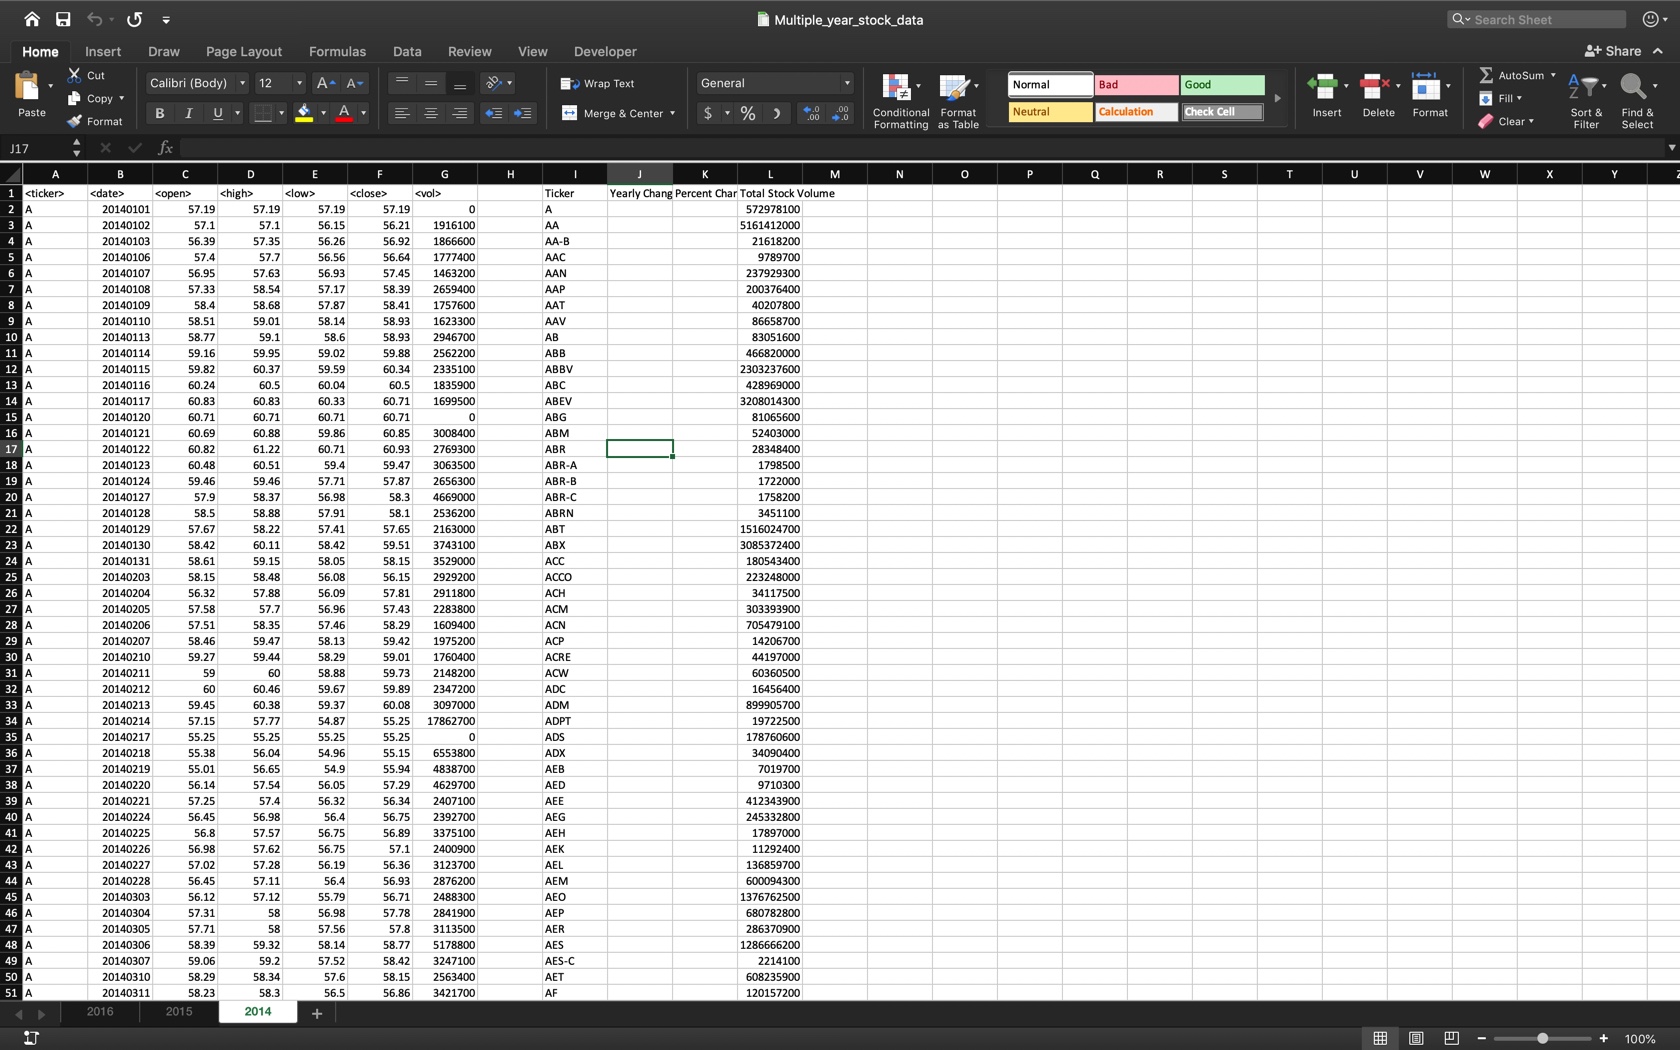 Multiple_year_stock_data
Search Sheet
Home Insert Draw Page Layout Formulas Data Review View Developer Share
Paste Cut Copy Format
Calibri (Body) 12 A A
B I U A
Wrap Text
Merge & Center
General
$ % )
Conditional Formatting
Format as Table
Normal Bad Good
Neutral Calculation Check Cell
Insert Delete Format
AutoSum
Fill
Clear
Sort & Filter
Find & Select
J17 fx
A B C D E F G H I J K L M N O P Q R S T U V W X Y Z
1 <ticker> <date> <open> <high> <low> <close> <vol> Ticker Yearly Chang Percent Char Total Stock Volume
2 A 20140101 57.19 57.19 57.19 57.19 0 A 572978100
3 A 20140102 57.1 57.1 56.15 56.21 1916100 AA 5161412000
4 A 20140103 56.39 57.35 56.26 56.92 1866600 AA-B 21618200
5 A 20140106 57.4 57.7 56.56 56.64 1777400 AAC 9789700
6 A 20140107 56.95 57.63 56.93 57.45 1463200 AAN 237929300
7 A 20140108 57.33 58.54 57.17 58.39 2659400 AAP 200376400
8 A 20140109 58.4 58.68 57.87 58.41 1757600 AAT 40207800
9 A 20140110 58.51 59.01 58.14 58.93 1623300 AAV 86658700
10 A 20140113 58.77 59.1 58.6 58.93 2946700 AB 83051600
11 A 20140114 59.16 59.95 59.02 59.88 2562200 ABB 466820000
12 A 20140115 59.82 60.37 59.59 60.34 2335100 ABBV 2303237600
13 A 20140116 60.24 60.5 60.04 60.5 1835900 ABC 428969000
14 A 20140117 60.83 60.83 60.33 60.71 1699500 ABEV 3208014300
15 A 20140120 60.71 60.71 60.71 60.71 0 ABG 81065600
16 A 20140121 60.69 60.88 59.86 60.85 3008400 ABM 52403000
17 A 20140122 60.82 61.22 60.71 60.93 2769300 ABR 28348400
18 A 20140123 60.48 60.51 59.4 59.47 3063500 ABR-A 1798500
19 A 20140124 59.46 59.46 57.71 57.87 2656300 ABR-B 1722000
20 A 20140127 57.9 58.37 56.98 58.3 4669000 ABR-C 1758200
21 A 20140128 58.5 58.88 57.91 58.1 2536200 ABRN 3451100
22 A 20140129 57.67 58.22 57.41 57.65 2163000 ABT 1516024700
23 A 20140130 58.42 60.11 58.42 59.51 3743100 ABX 3085372400
24 A 20140131 58.61 59.15 58.05 58.15 3529000 ACC 180543400
25 A 20140203 58.15 58.48 56.08 56.15 2929200 ACCO 223248000
26 A 20140204 56.32 57.88 56.09 57.81 2911800 ACH 34117500
27 A 20140205 57.58 57.7 56.96 57.43 2283800 ACM 303393900
28 A 20140206 57.51 58.35 57.46 58.29 1609400 ACN 705479100
29 A 20140207 58.46 59.47 58.13 59.42 1975200 ACP 14206700
30 A 20140210 59.27 59.44 58.29 59.01 1760400 ACRE 44197000
31 A 20140211 59 60 58.88 59.73 2148200 ACW 60360500
32 A 20140212 60 60.46 59.67 59.89 2347200 ADC 16456400
33 A 20140213 59.45 60.38 59.37 60.08 3097000 ADM 899905700
34 A 20140214 57.15 57.77 54.87 55.25 17862700 ADPT 19722500
35 A 20140217 55.25 55.25 55.25 55.25 0 ADS 178760600
36 A 20140218 55.38 56.04 54.96 55.15 6553800 ADX 34090400
37 A 20140219 55.01 56.65 54.9 55.94 4838700 AEB 7019700
38 A 20140220 56.14 57.54 56.05 57.29 4629700 AED 9710300
39 A 20140221 57.25 57.4 56.32 56.34 2407100 AEE 412343900
40 A 20140224 56.45 56.98 56.4 56.75 2392700 AEG 245332800
41 A 20140225 56.8 57.57 56.75 56.89 3375100 AEH 17897000
42 A 20140226 56.98 57.62 56.75 57.1 2400900 AEK 11292400
43 A 20140227 57.02 57.28 56.19 56.36 3123700 AEL 136859700
44 A 20140228 56.45 57.11 56.4 56.93 2876200 AEM 600094300
45 A 20140303 56.12 57.12 55.79 56.71 2488300 AEO 1376762500
46 A 20140304 57.31 58 56.98 57.78 2841900 AEP 680782800
47 A 20140305 57.71 58 57.56 57.8 3113500 AER 286370900
48 A 20140306 58.39 59.32 58.14 58.77 5178800 AES 1286666200
49 A 20140307 59.06 59.2 57.52 58.42 3247100 AES-C 2214100
50 A 20140310 58.29 58.34 57.6 58.15 2563400 AET 608235900
51 A 20140311 58.23 58.3 56.5 56.86 3421700 AF 120157200
2016 2015 2014 +
100%